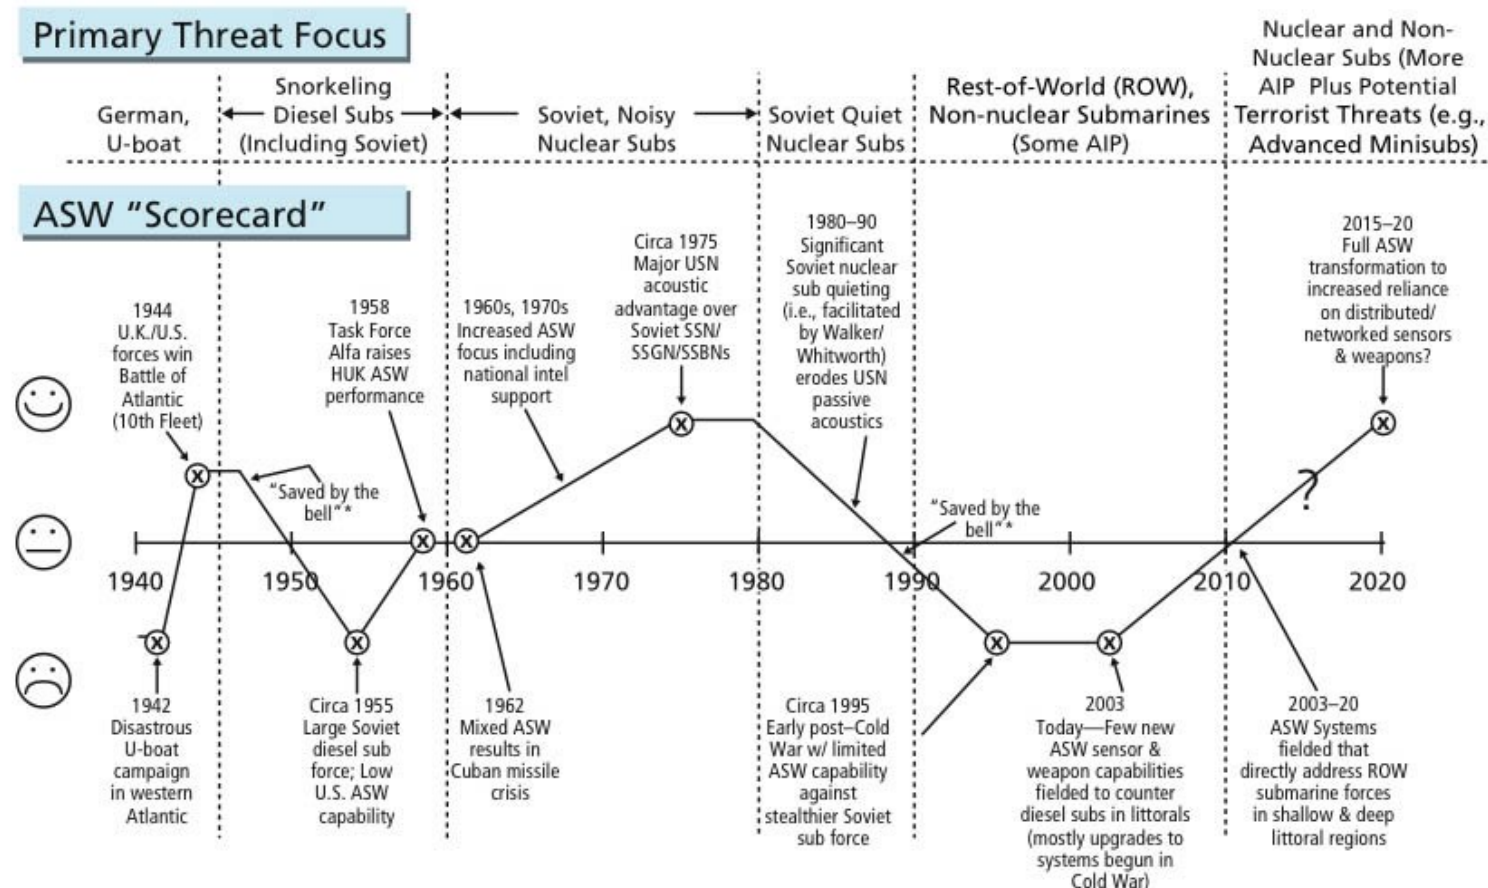 Primary Threat Focus
German,
U-boat
Snorkeling
Diesel Subs
(Including Soviet)
Soviet, Noisy
Nuclear Subs
Soviet Quiet
Nuclear Subs
Rest-of-World (ROW),
Non-nuclear Submarines
(Some AIP)
Nuclear and Non-
Nuclear Subs (More
AIP Plus Potential
Terrorist Threats (e.g.,
Advanced Minisubs)
ASW "Scorecard"
1944
U.K./U.S.
forces win
Battle of
Atlantic
(10th Fleet)
"Saved by the
bell"*
1958
Task Force
Alfa raises
HUK ASW
performance
1960s, 1970s
Increased ASW
focus including
national intel
support
Circa 1975
Major USN
acoustic
advantage over
Soviet SSN/
SSGN/SSBNs
1980–90
Significant
Soviet nuclear
sub quieting
(i.e., facilitated
by Walker/
Whitworth)
erodes USN
passive
acoustics
"Saved by the
bell"*
2015–20
Full ASW
transformation to
increased reliance
on distributed/
networked sensors
& weapons?
X
X
X
X
X
?
1940
1950
1960
1970
1980
1990
2000
2010
2020
X
X
X
X
1942
Disastrous
U-boat
campaign
in western
Atlantic
Circa 1955
Large Soviet
diesel sub
force; Low
U.S. ASW
capability
1962
Mixed ASW
results in
Cuban missile
crisis
Circa 1995
Early post–Cold
War w/ limited
ASW capability
against
stealthier Soviet
sub force
2003
Today—Few new
ASW sensor &
weapon capabilities
fielded to counter
diesel subs in littorals
(mostly upgrades to
systems begun in
Cold War)
2003–20
ASW Systems
fielded that
directly address ROW
submarine forces
in shallow & deep
littoral regions